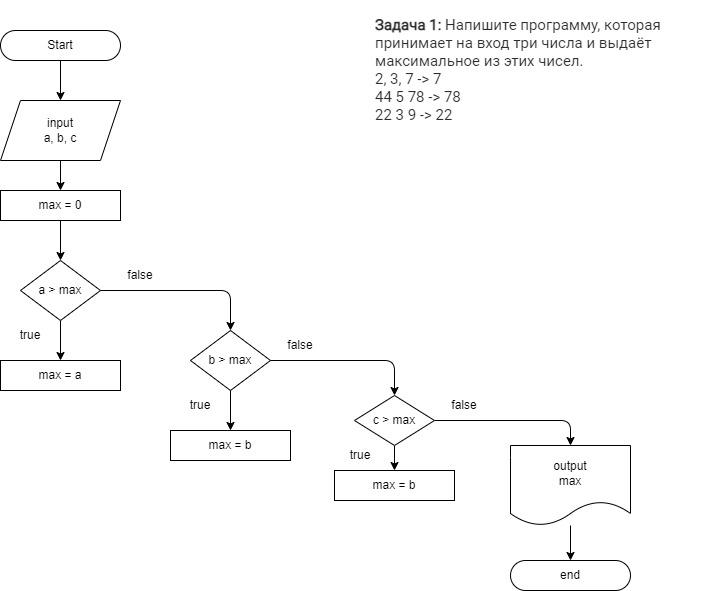 Задача 1: Напишите программу, которая
принимает на вход три числа и выдаёт
максимальное из этих чисел.
2, 3, 7 -> 7
44 5 78 -> 78
22 3 9 -> 22
Start
input
a, b, c
max = 0
a > max
false
true
max = a
b > max
false
true
max = b
c > max
false
true
max = b
output
max
end